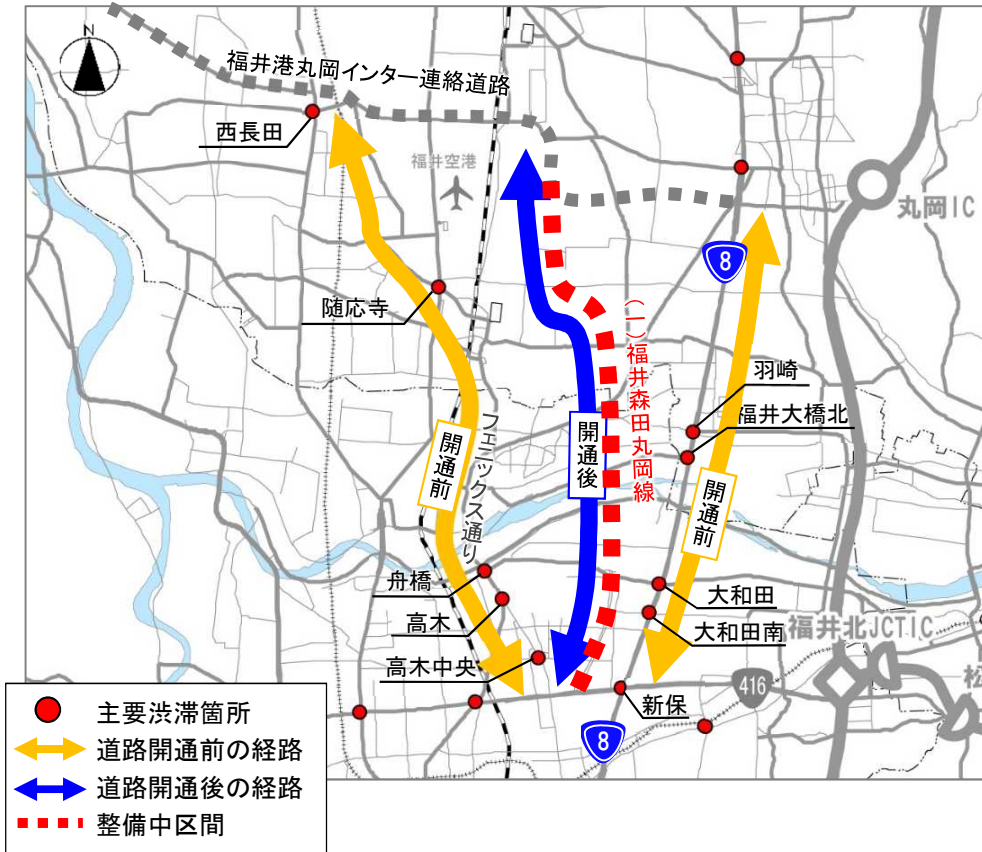 N
福井港丸岡インター連絡道路
西長田
福井空港
丸岡IC
8
随応寺
(一)福井森田丸岡線
羽崎
福井大橋北
開通前
フェニックス通り
開通後
開通前
舟橋
大和田
高木
大和田南
福井北JCTIC
高木中央
松
416
新保
8
主要渋滞箇所
道路開通前の経路
道路開通後の経路
整備中区間